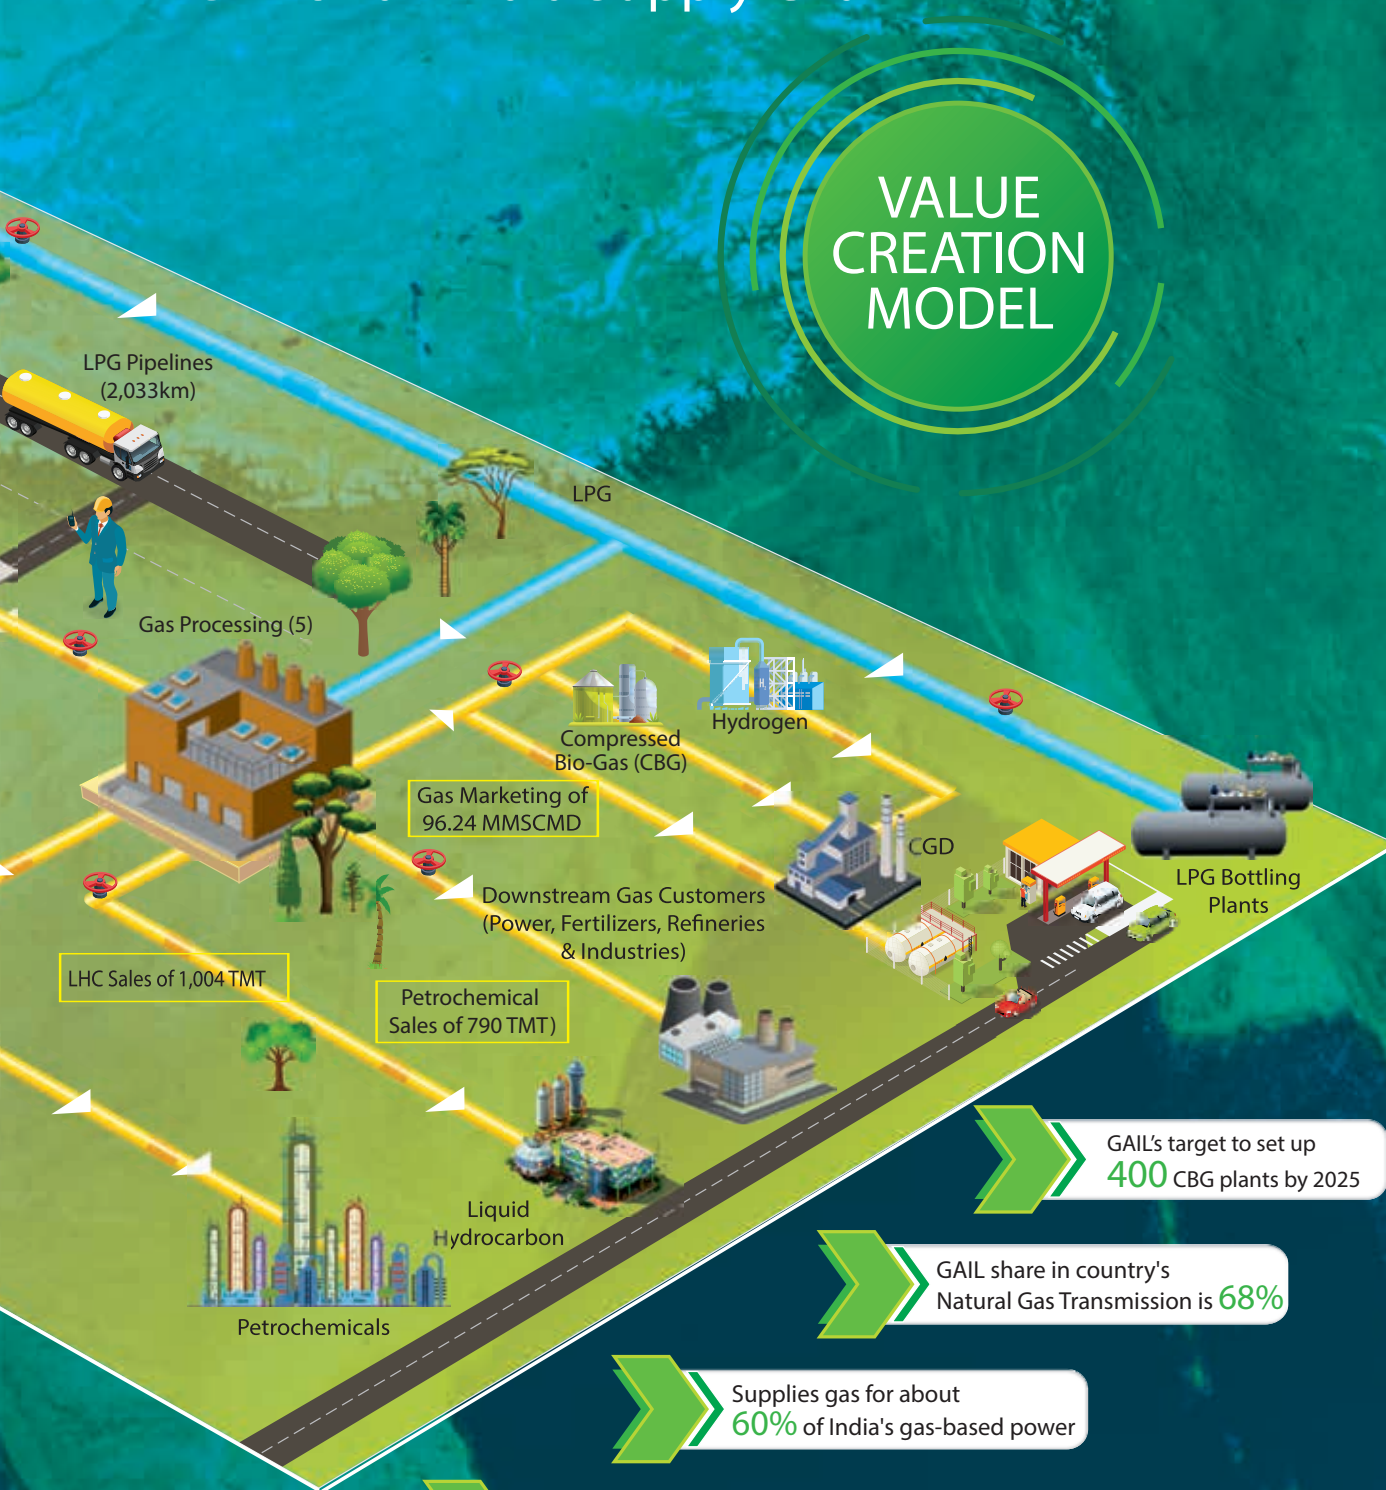 VALUE
CREATION
MODEL
LPG Pipelines
(2,033km)
LPG
Gas Processing (5)
Hydrogen
Compressed
Bio-Gas (CBG)
Gas Marketing of
96.24 MMSCMD
CGD
LPG Bottling
Plants
Downstream Gas Customers
(Power, Fertilizers, Refineries
& Industries)
LHC Sales of 1,004 TMT
Petrochemical
Sales of 790 TMT)
Liquid
Hydrocarbon
Petrochemicals
GAIL's target to set up
400 CBG plants by 2025
GAIL share in country's
Natural Gas Transmission is 68%
Supplies gas for about
60% of India's gas-based power